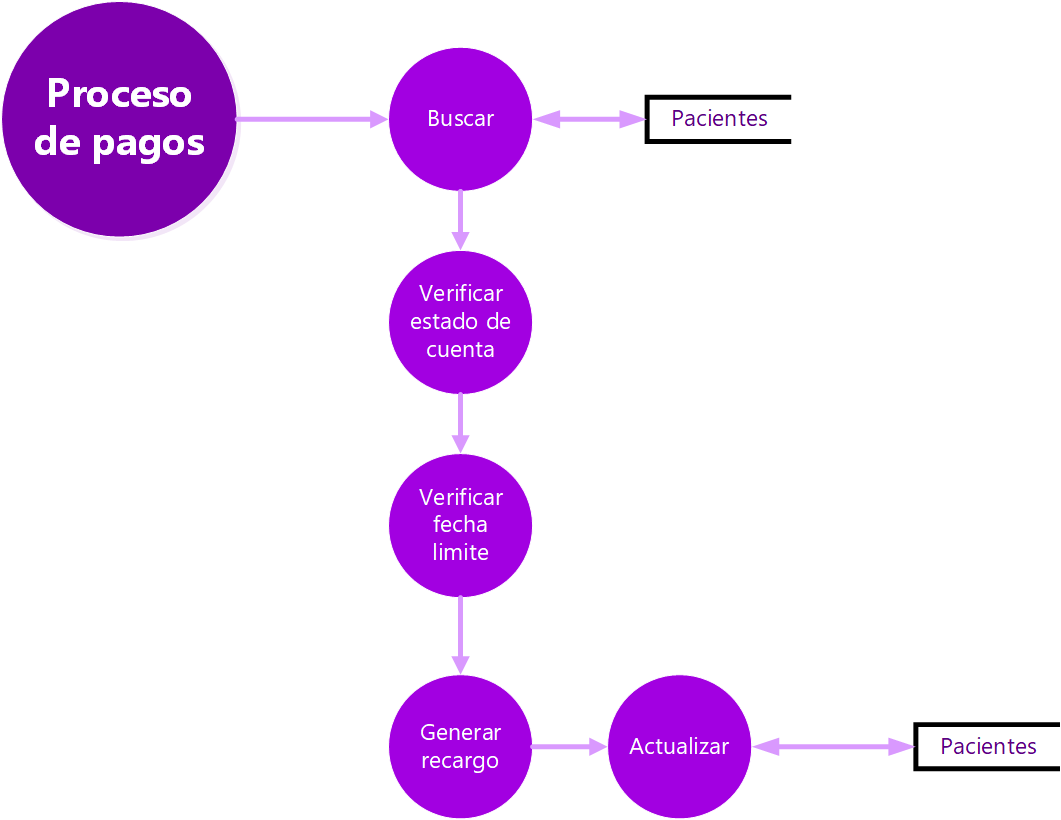 Proceso
de pagos
Buscar
Pacientes
Verificar
estado de
cuenta
Verificar
fecha
limite
Generar
recargo
Actualizar
Pacientes